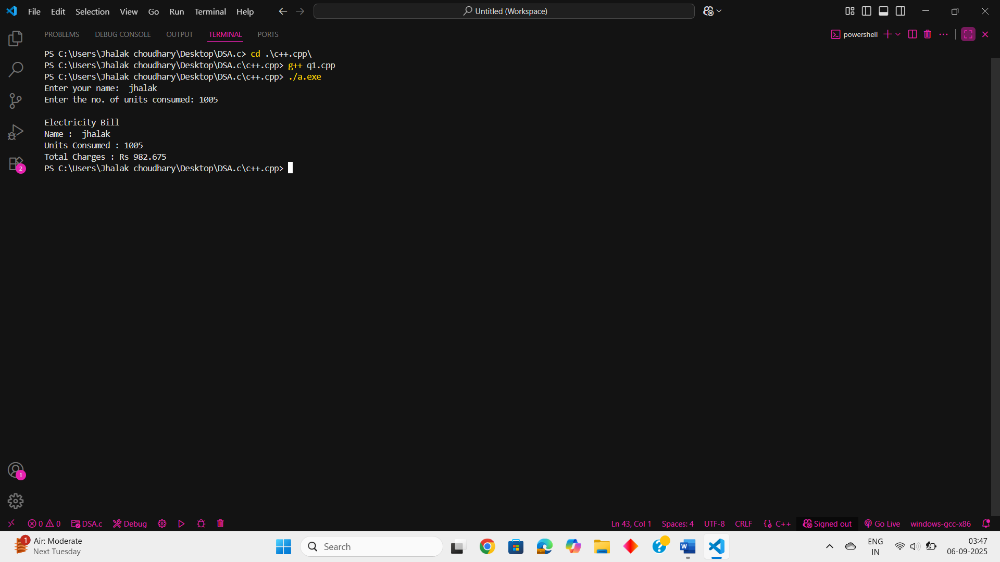 File Edit Selection View Go Run Terminal Help
Untitled (Workspace)
PROBLEMS DEBUG CONSOLE OUTPUT TERMINAL PORTS
powershell
PS C:\Users\Jhalak choudhary\Desktop\DSA.c> cd .\c++.cpp\
PS C:\Users\Jhalak choudhary\Desktop\DSA.c\c++.cpp> g++ q1.cpp
PS C:\Users\Jhalak choudhary\Desktop\DSA.c\c++.cpp> ./a.exe
Enter your name:  jhalak
Enter the no. of units consumed: 1005
Electricity Bill
Name :  jhalak
Units Consumed : 1005
Total Charges : Rs 982.675
PS C:\Users\Jhalak choudhary\Desktop\DSA.c\c++.cpp>
2
1
0 0 DSA.c Debug
Ln 43, Col 1 Spaces: 4 UTF-8 CRLF C++ Signed out Go Live windows-gcc-x86
1
Air: Moderate
Next Tuesday
Search
W
ENG
IN
03:47
06-09-2025